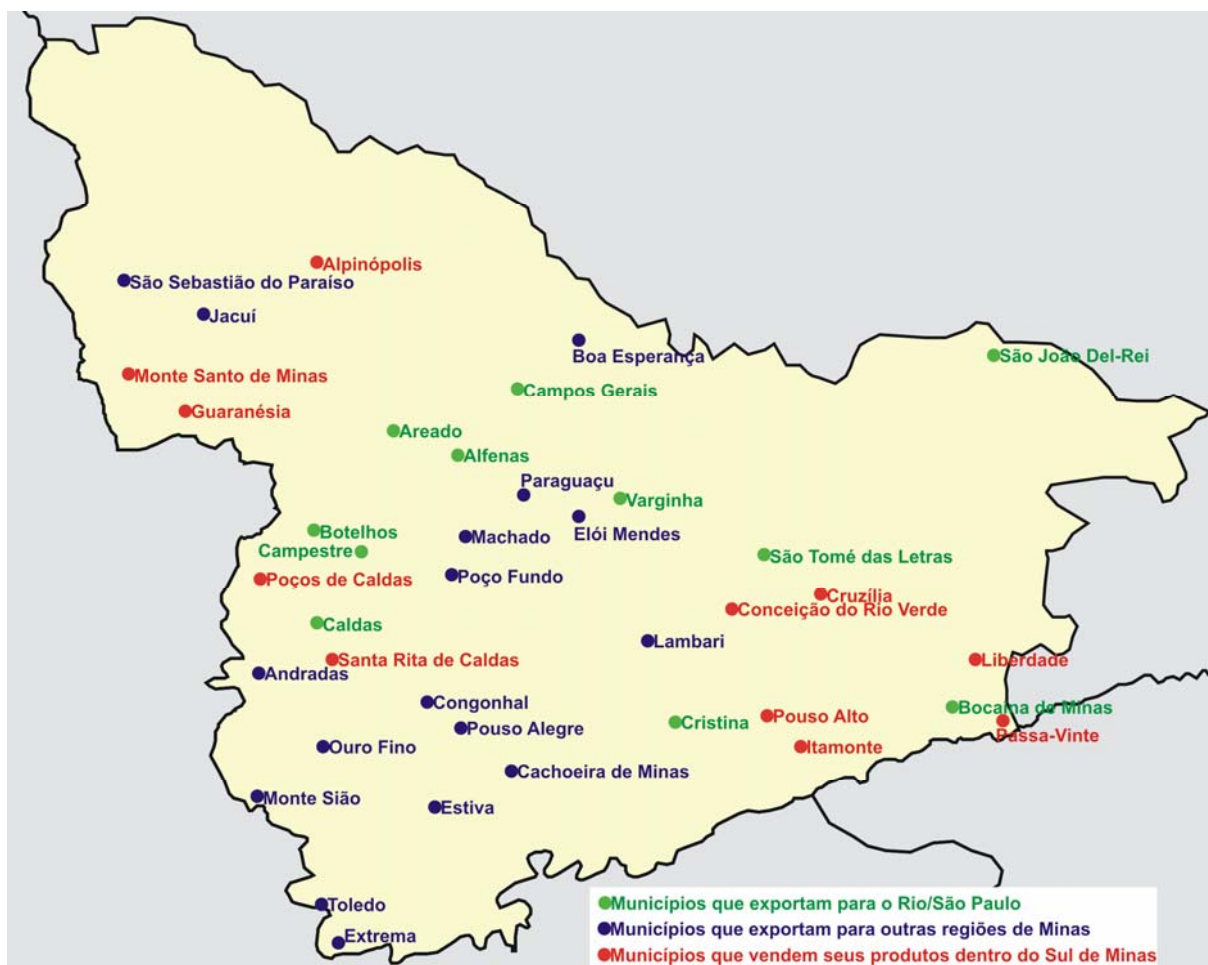 Alpinópolis
São Sebastião do Paraíso
Jacuí
Boa Esperança
São João Del-Rei
Monte Santo de Minas
Campos Gerais
Guaranésia
Areado
Alfenas
Paraguaçu
Varginha
Elói Mendes
Botelhos
Machado
Campestre
São Tomé das Letras
Poços de Caldas
Poço Fundo
Cruzília
Conceição do Rio Verde
Caldas
Lambari
Santa Rita de Caldas
Liberdade
Andradas
Congonhal
Bocaina de Minas
Pouso Alto
Cristina
Pouso Alegre
Passa-Vinte
Ouro Fino
Itamonte
Cachoeira de Minas
Monte Sião
Estiva
Toledo
Extrema
Municípios que exportam para o Rio/São Paulo
Municípios que exportam para outras regiões de Minas
Municípios que vendem seus produtos dentro do Sul de Minas